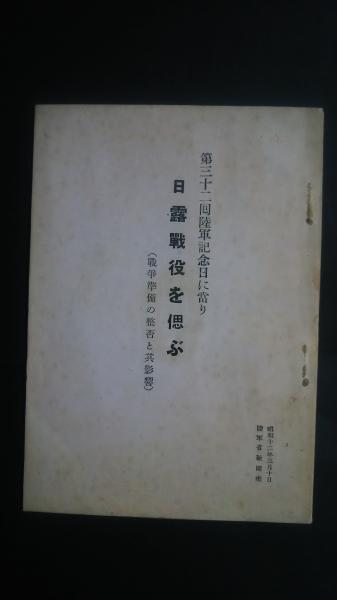 第三十二回陸軍記念日に當り
日露戰役を偲ぶ
(戰爭準備の整否と其影響)
昭和十二年三月十日
陸軍省新聞班